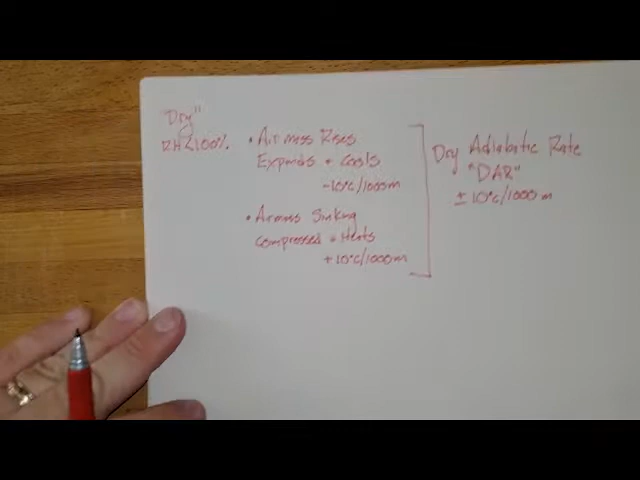 "Dry"
RH<100%
• Air mass Rises
Expands + Cools
-10°C/1000m
• Airmass Sinking
Compressed + Heats
+10°C/1000m
Dry Adiabatic Rate
"DAR"
± 10°C/1000m